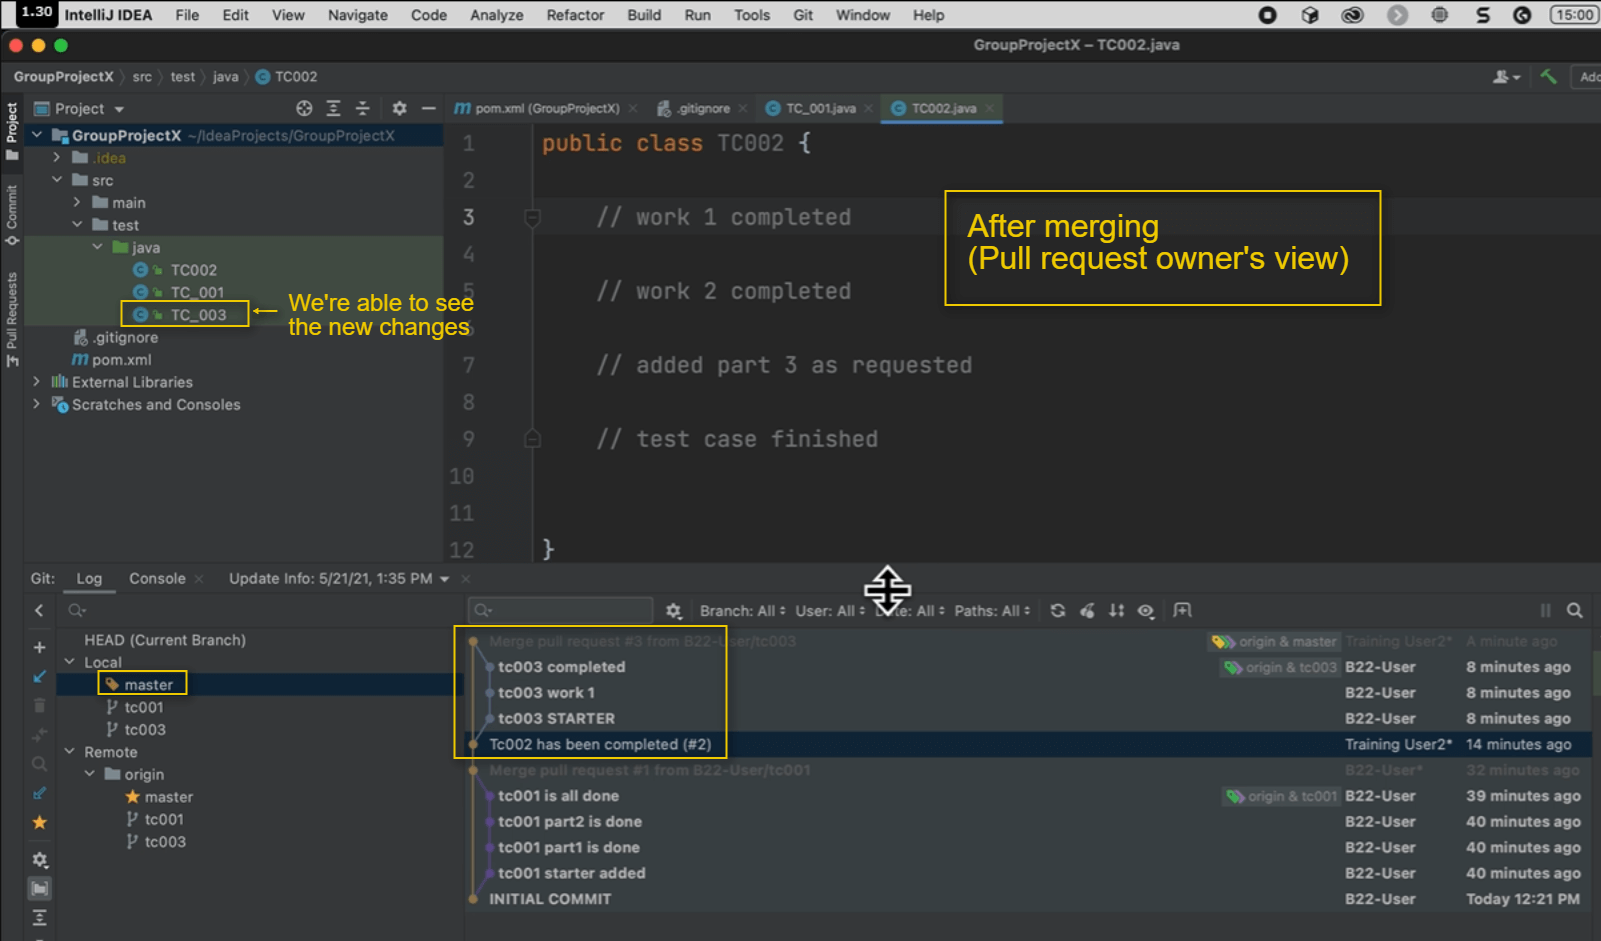 1.30 IntelliJ IDEA File Edit View Navigate Code Analyze Refactor Build Run Tools Git Window Help 15:00
GroupProjectX – TC002.java
GroupProjectX src test java TC002
Add
Project
pom.xml (GroupProjectX) .gitignore TC_001.java TC002.java
Project
Commit
Pull Requests
GroupProjectX ~/IdeaProjects/GroupProjectX
.idea
src
main
test
java
TC002
TC_001
TC_003
.gitignore
pom.xml
External Libraries
Scratches and Consoles
We're able to see
the new changes
1 public class TC002 {
2
3 // work 1 completed
4
5 // work 2 completed
7 // added part 3 as requested
8
9 // test case finished
10
11
12 }
After merging
(Pull request owner's view)
Git: Log Console Update Info: 5/21/21, 1:35 PM
Branch: All User: All Date: All Paths: All
HEAD (Current Branch)
Local
master
tc001
tc003
Remote
origin
master
tc001
tc003
Merge pull request #3 from B22-User/tc003 origin & master Training User2* A minute ago
tc003 completed origin & tc003 B22-User 8 minutes ago
tc003 work 1 B22-User 8 minutes ago
tc003 STARTER B22-User 8 minutes ago
Tc002 has been completed (#2) Training User2* 14 minutes ago
Merge pull request #1 from B22-User/tc001 B22-User* 32 minutes ago
tc001 is all done origin & tc001 B22-User 39 minutes ago
tc001 part2 is done B22-User 40 minutes ago
tc001 part1 is done B22-User 40 minutes ago
tc001 starter added B22-User 40 minutes ago
INITIAL COMMIT B22-User Today 12:21 PM